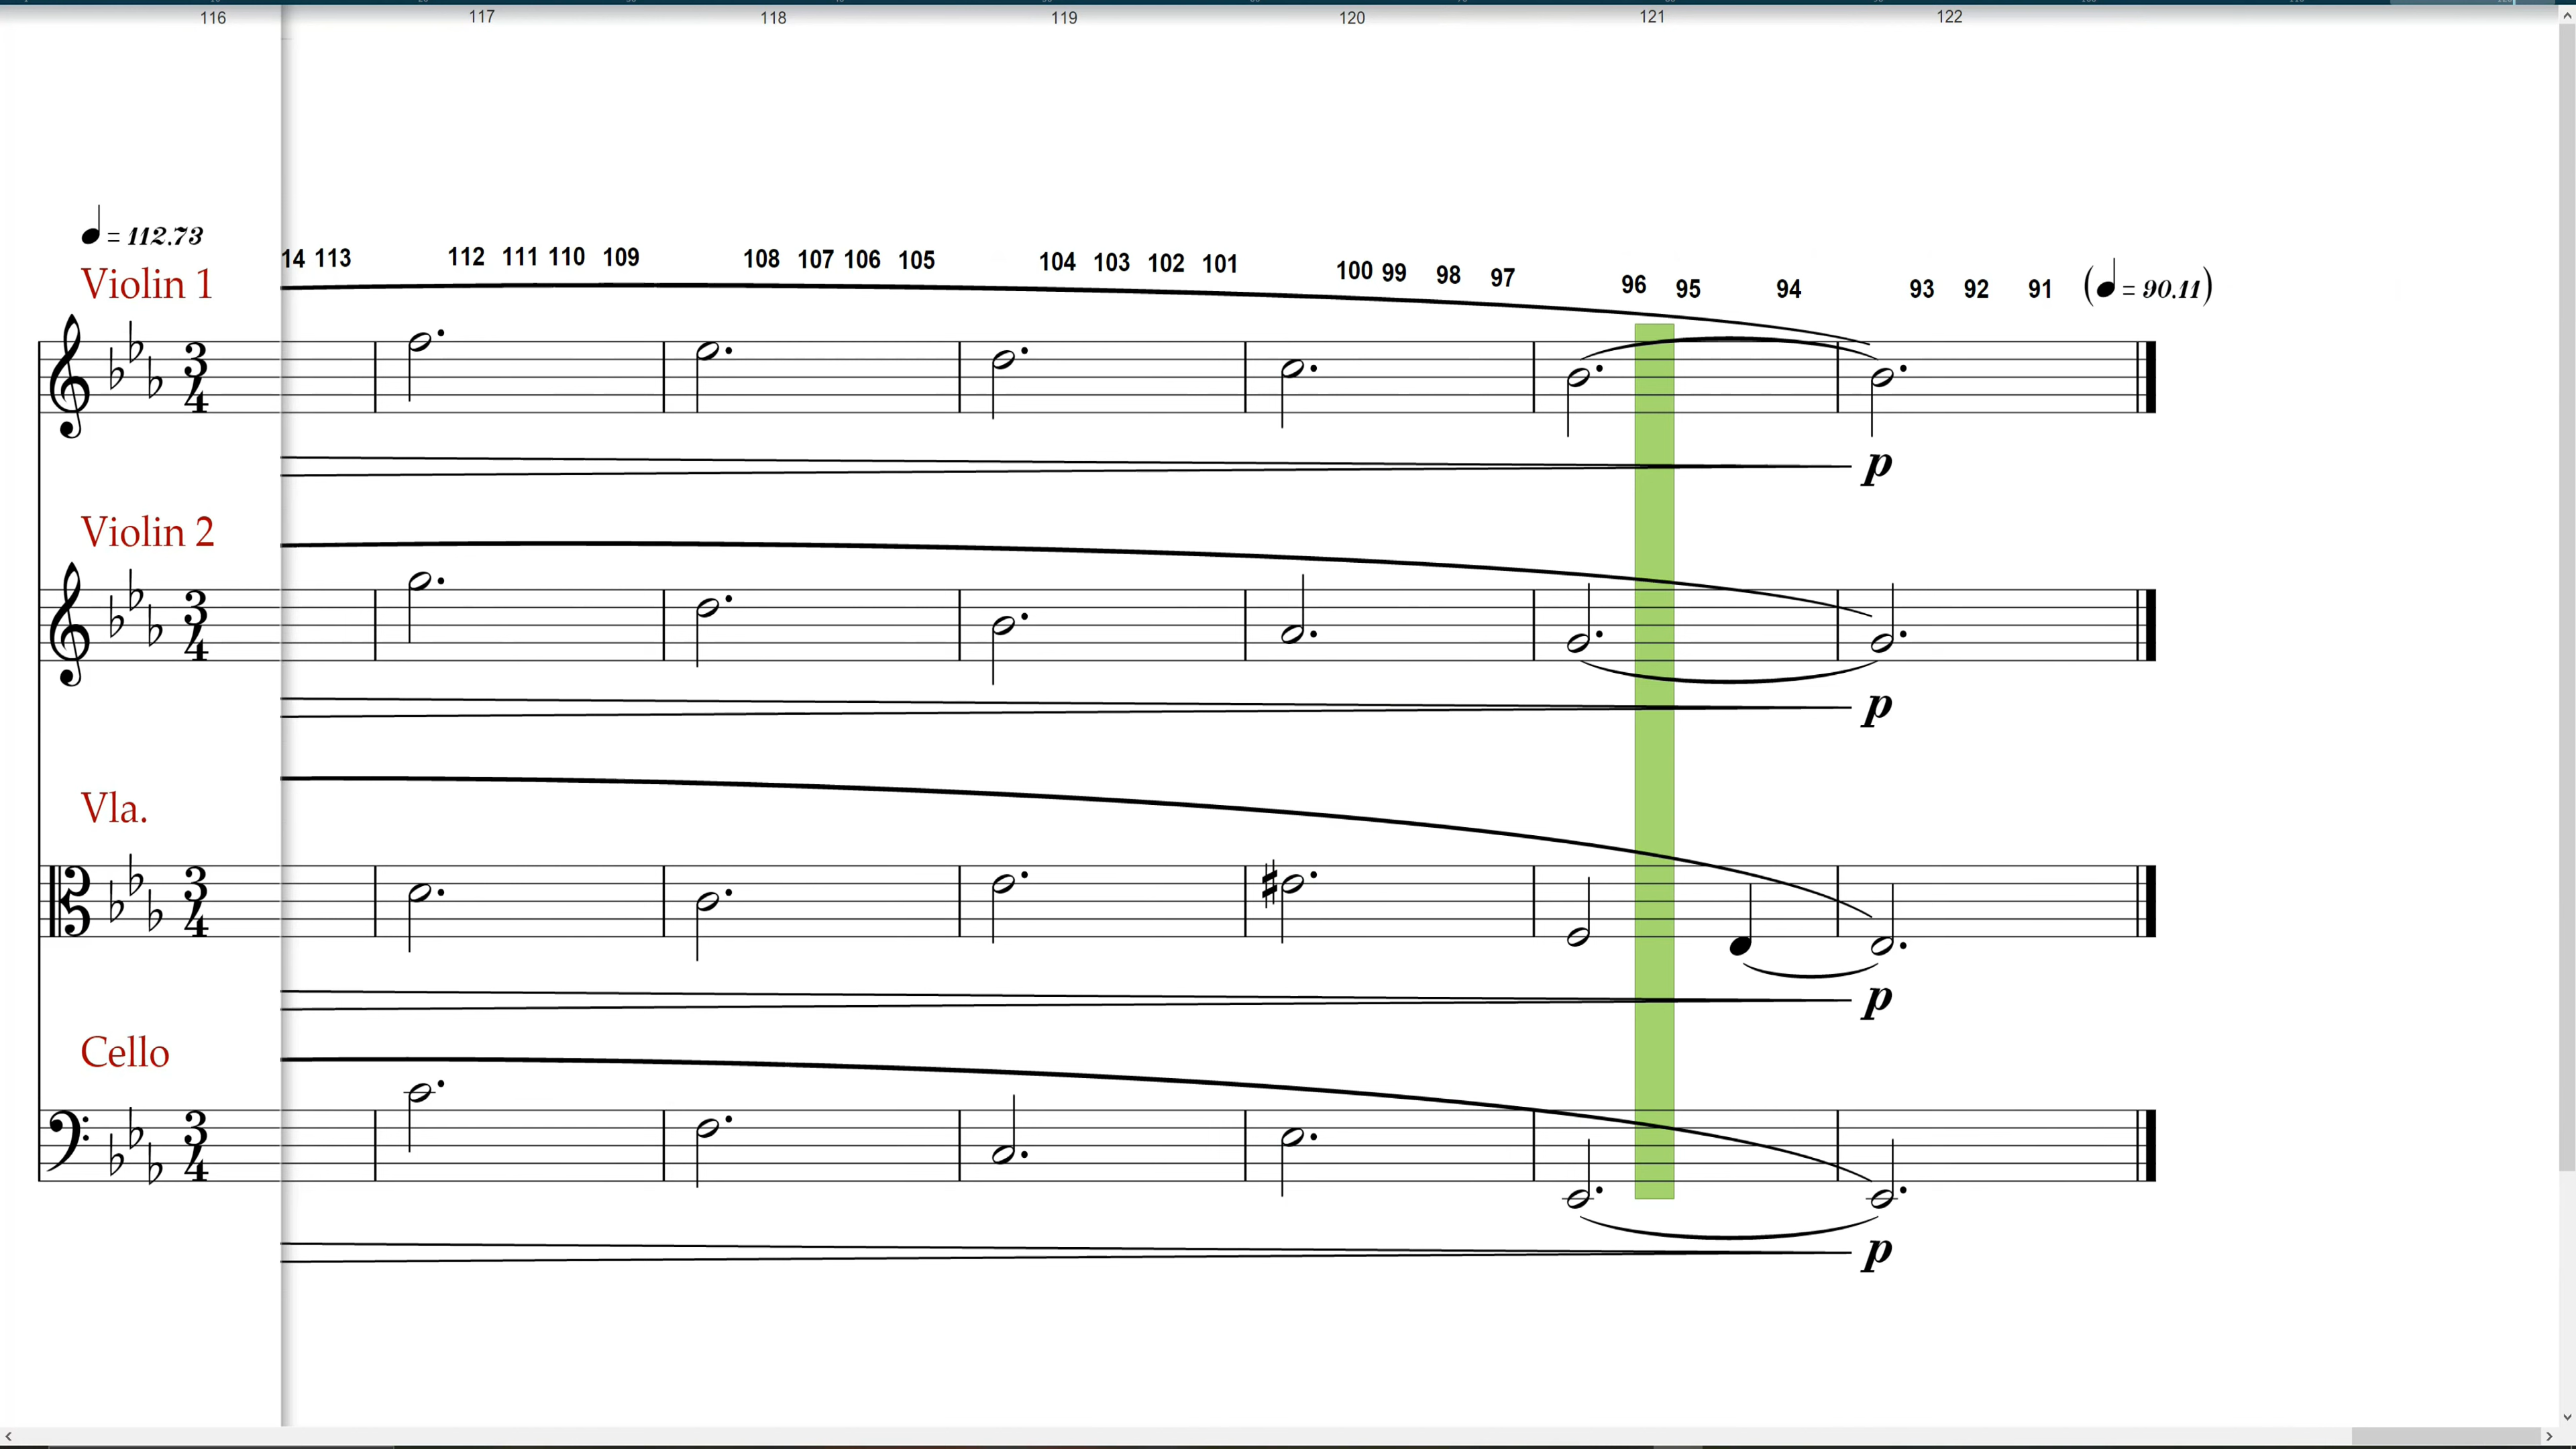 116 117 118 119 120 121 122
♩ = 112.73
14 113 112 111 110 109 108 107 106 105 104 103 102 101 100 99 98 97 96 95 94 93 92 91 (♩ = 90.11)
Violin 1
3
4
p
Violin 2
3
4
p
Vla.
3
4
p
Cello
3
4
p